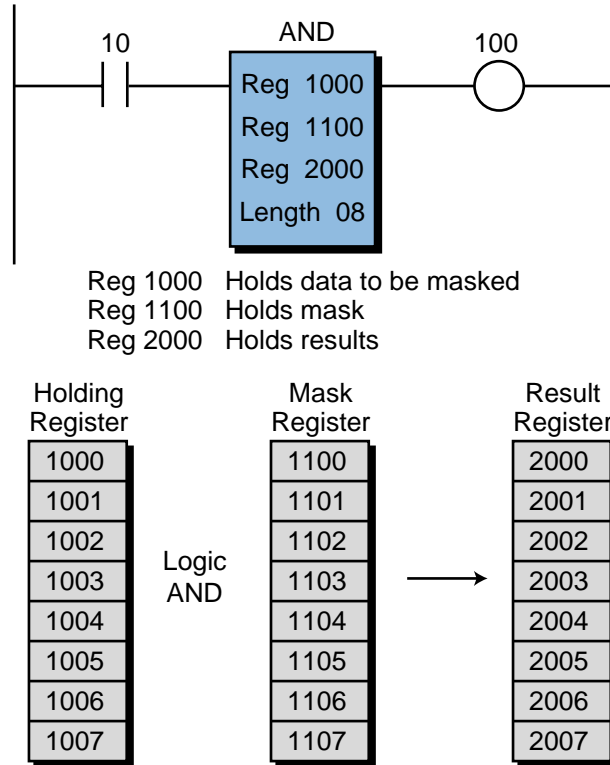 10
AND
100
Reg 1000
Reg 1100
Reg 2000
Length 08
Reg 1000 Holds data to be masked
Reg 1100 Holds mask
Reg 2000 Holds results
Holding
Register
1000
1001
1002
1003
1004
1005
1006
1007
Logic
AND
Mask
Register
1100
1101
1102
1103
1104
1105
1106
1107
Result
Register
2000
2001
2002
2003
2004
2005
2006
2007